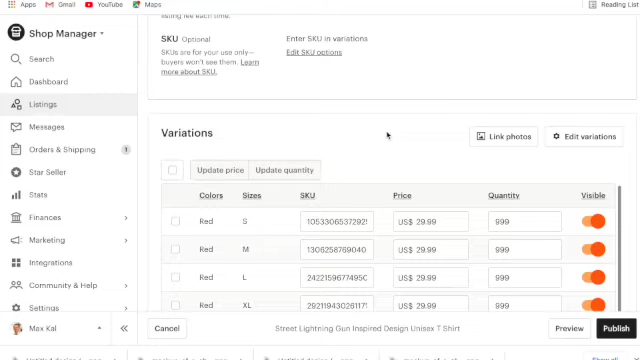 Apps Gmail YouTube Maps Reading List
Shop Manager
Search
Dashboard
Listings
Messages
Orders & Shipping 1
Star Seller
Stats
Finances
Marketing
Integrations
Community & Help
Settings
Max Kal
listing fee each time.
SKU Optional
SKUs are for your use only—
buyers won't see them. Learn
more about SKU.
Enter SKU in variations
Edit SKU options
Variations
Link photos Edit variations
Update price Update quantity
Colors Sizes SKU Price Quantity Visible
Red S US$ 29.99 999
Red M 1306258769040 US$ 29.99 999
Red L US$ 29.99 999
Red XL US$ 29.99 999
Cancel Street Lightning Gun Inspired Design Unisex T Shirt Preview Publish